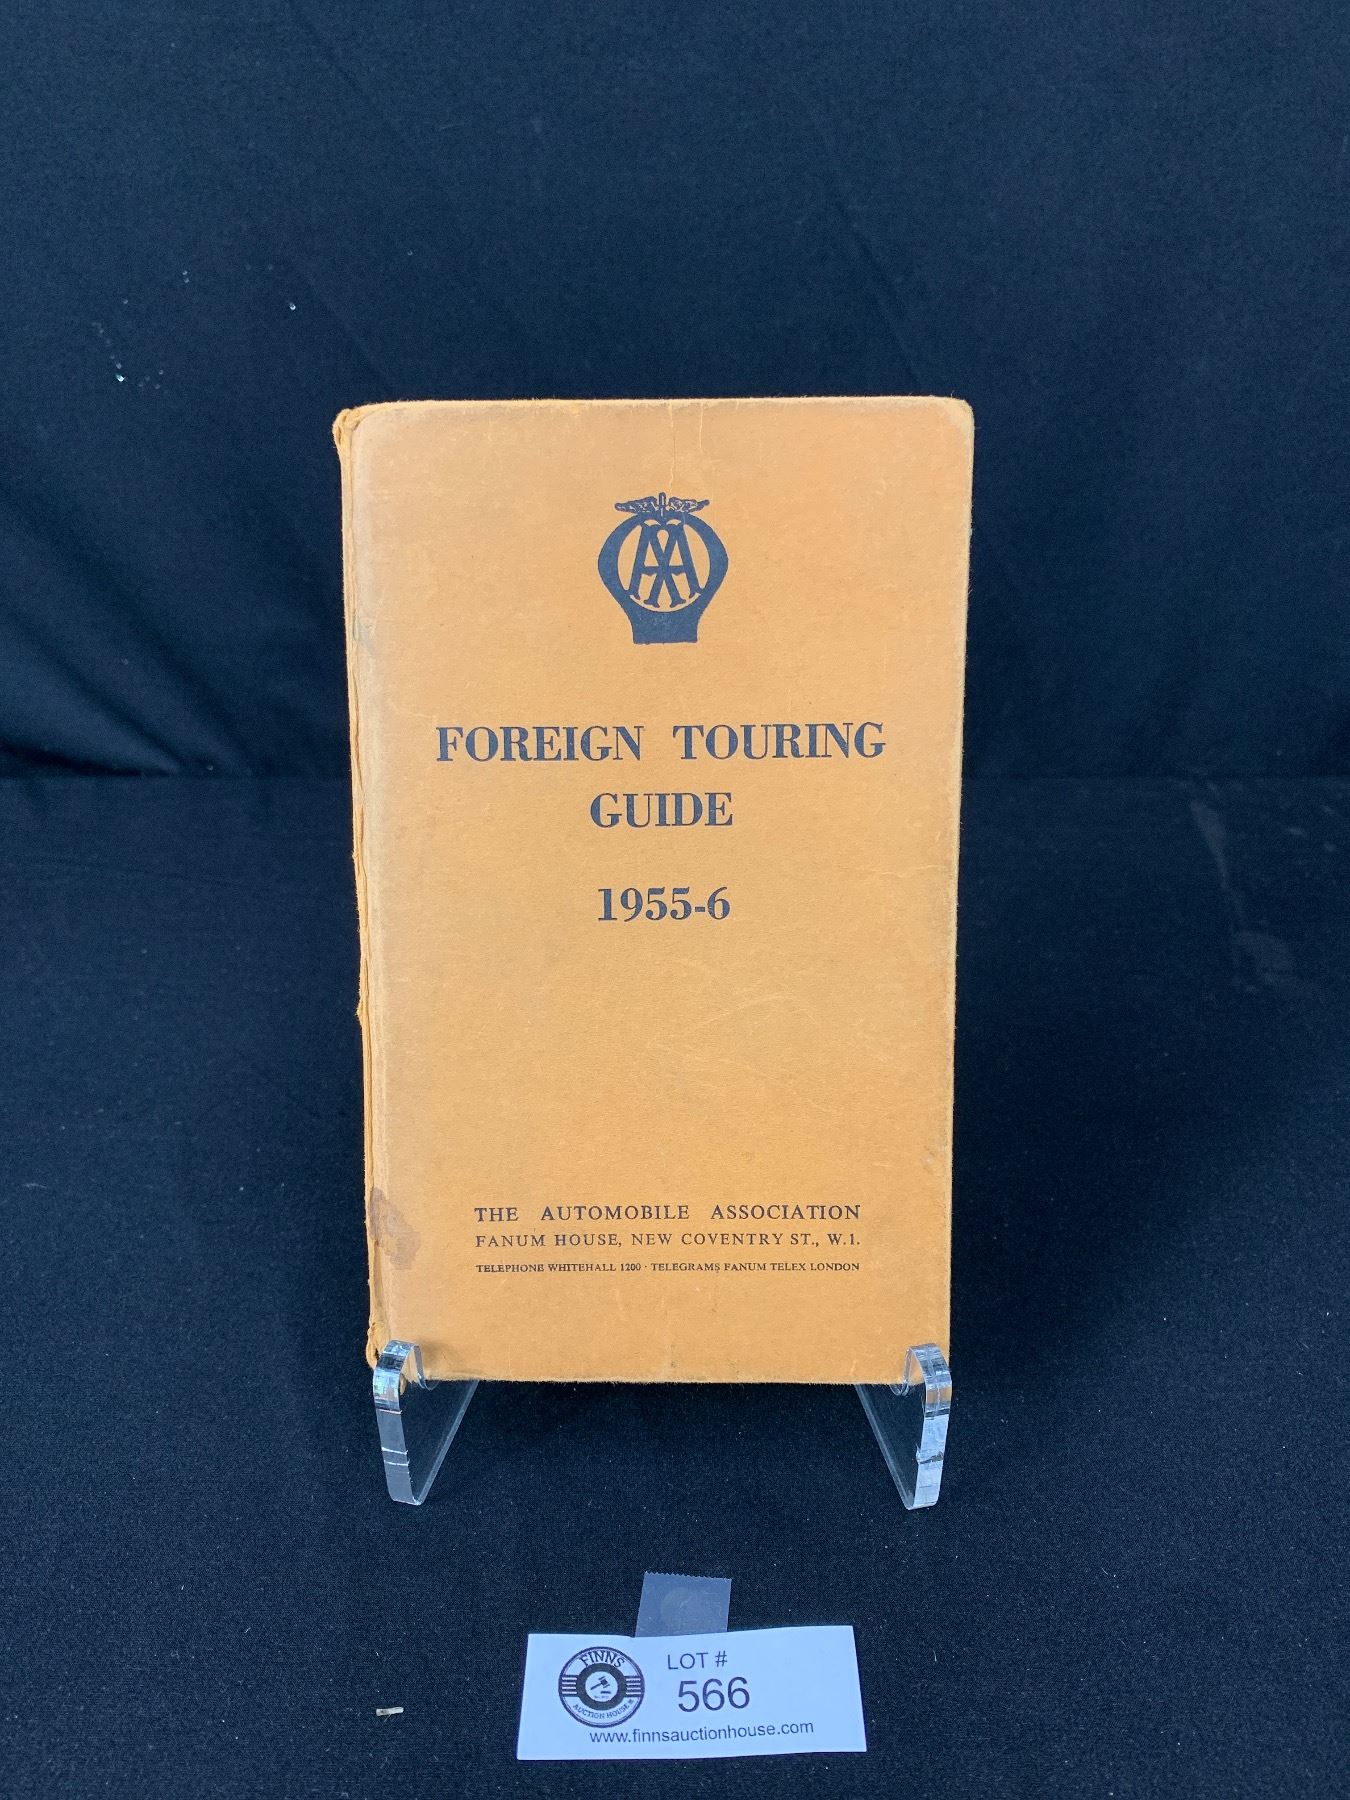 AA
FOREIGN TOURING
GUIDE
1955-6
THE AUTOMOBILE ASSOCIATION
FANUM HOUSE, NEW COVENTRY ST., W.1.
TELEPHONE WHITEHALL 1200 · TELEGRAMS FANUM TELEX LONDON
FINNS
AUCTION HOUSE
LOT #
566
www.finnsauctionhouse.com